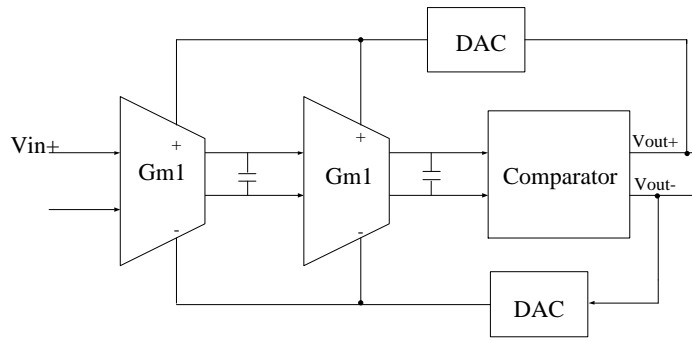 DAC
Vin+
+
Gm1
-
+
Gm1
-
Comparator
Vout+
Vout-
DAC